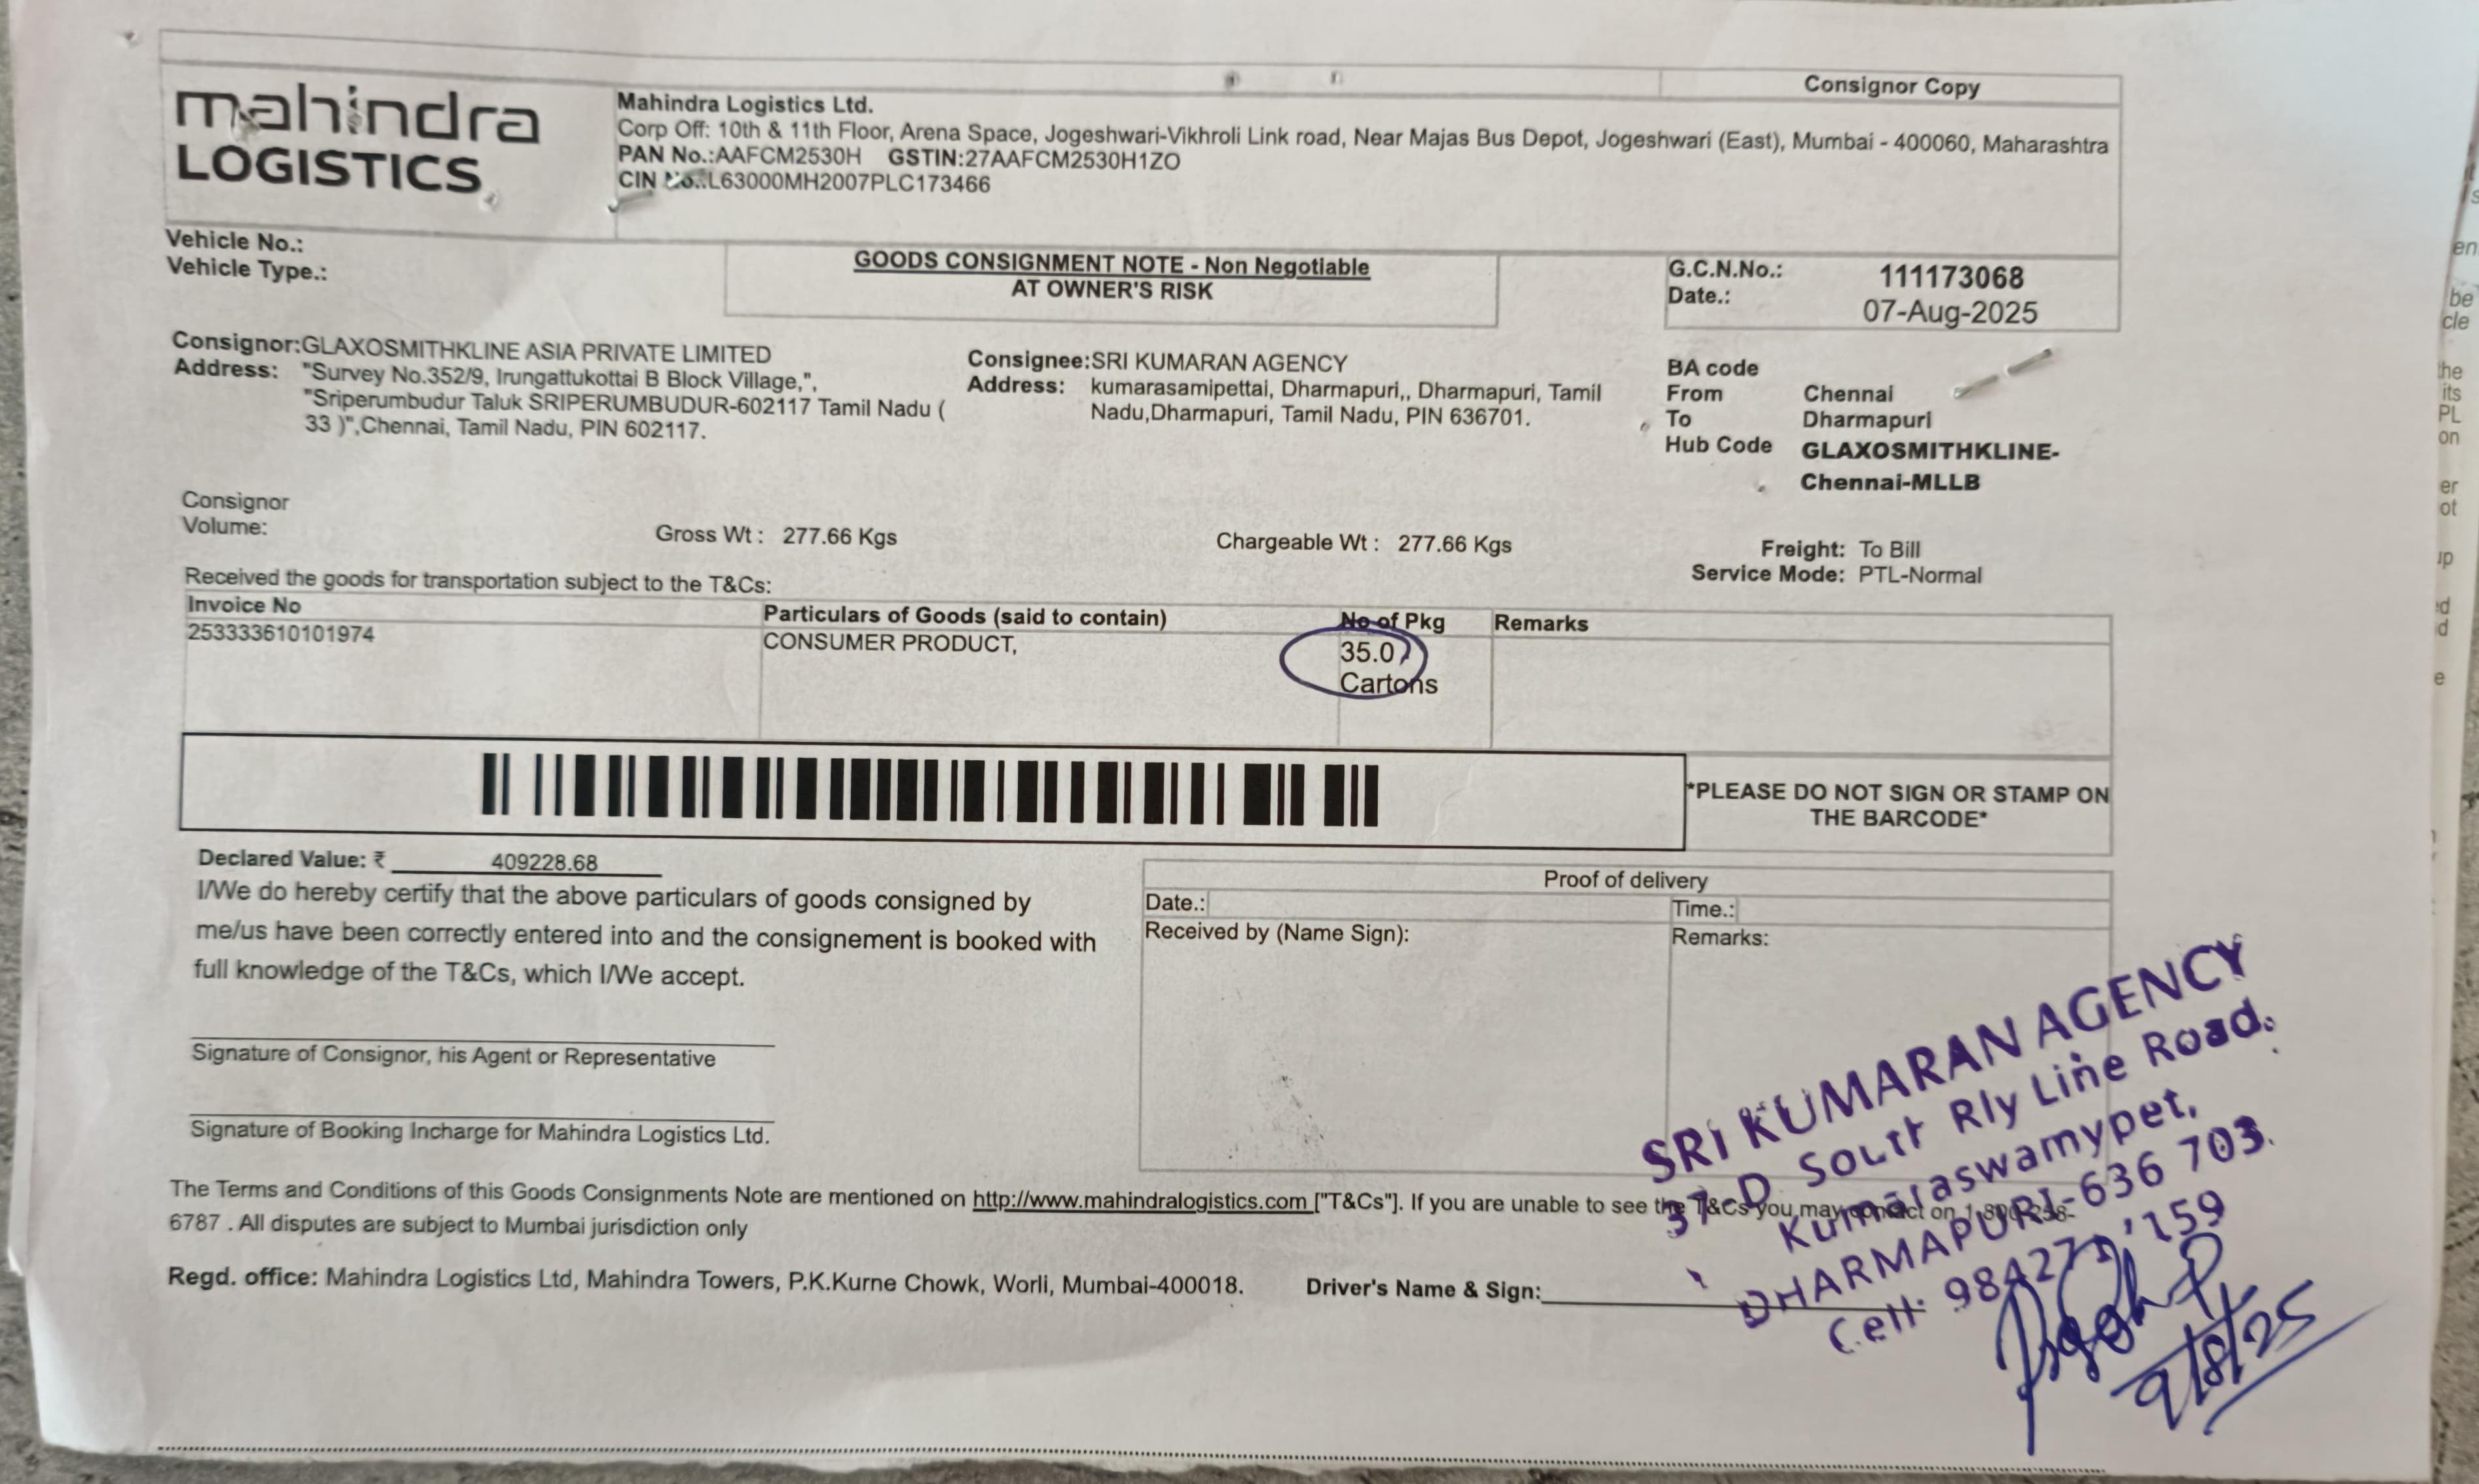 Consignor Copy
mahindra
LOGISTICS
Mahindra Logistics Ltd.
Corp Off: 10th & 11th Floor, Arena Space, Jogeshwari-Vikhroli Link road, Near Majas Bus Depot, Jogeshwari (East), Mumbai - 400060, Maharashtra
PAN No.:AAFCM2530H GSTIN:27AAFCM2530H1ZO
CIN No.:L63000MH2007PLC173466
Vehicle No.:
Vehicle Type.:
GOODS CONSIGNMENT NOTE - Non Negotiable
AT OWNER'S RISK
G.C.N.No.: 111173068
Date.: 07-Aug-2025
Consignor:GLAXOSMITHKLINE ASIA PRIVATE LIMITED
Address: "Survey No.352/9, Irungattukottai B Block Village,",
"Sriperumbudur Taluk SRIPERUMBUDUR-602117 Tamil Nadu (
33 )",Chennai, Tamil Nadu, PIN 602117.
Consignee:SRI KUMARAN AGENCY
Address: kumarasamipettai, Dharmapuri,, Dharmapuri, Tamil
Nadu,Dharmapuri, Tamil Nadu, PIN 636701.
BA code
From Chennai
To Dharmapuri
Hub Code GLAXOSMITHKLINE-
Chennai-MLLB
Consignor
Volume:
Gross Wt : 277.66 Kgs
Chargeable Wt : 277.66 Kgs
Freight: To Bill
Service Mode: PTL-Normal
Received the goods for transportation subject to the T&Cs:
Invoice No Particulars of Goods (said to contain) No of Pkg Remarks
253333610101974 CONSUMER PRODUCT, 35.0
Cartons
*PLEASE DO NOT SIGN OR STAMP ON
THE BARCODE*
Declared Value: ₹ 409228.68
I/We do hereby certify that the above particulars of goods consigned by
me/us have been correctly entered into and the consignement is booked with
full knowledge of the T&Cs, which I/We accept.
Signature of Consignor, his Agent or Representative
Signature of Booking Incharge for Mahindra Logistics Ltd.
Proof of delivery
Date.: Time.:
Received by (Name Sign): Remarks:
SRI KUMARAN AGENCY
37-D South Rly Line Road.
Kumaraswamypet,
DHARMAPURI-636 703.
Cell: 98427 159
9/8/25
The Terms and Conditions of this Goods Consignments Note are mentioned on http://www.mahindralogistics.com ["T&Cs"]. If you are unable to see the T&Cs you may contact on 1-800-258-
6787 . All disputes are subject to Mumbai jurisdiction only
Regd. office: Mahindra Logistics Ltd, Mahindra Towers, P.K.Kurne Chowk, Worli, Mumbai-400018.
Driver's Name & Sign: